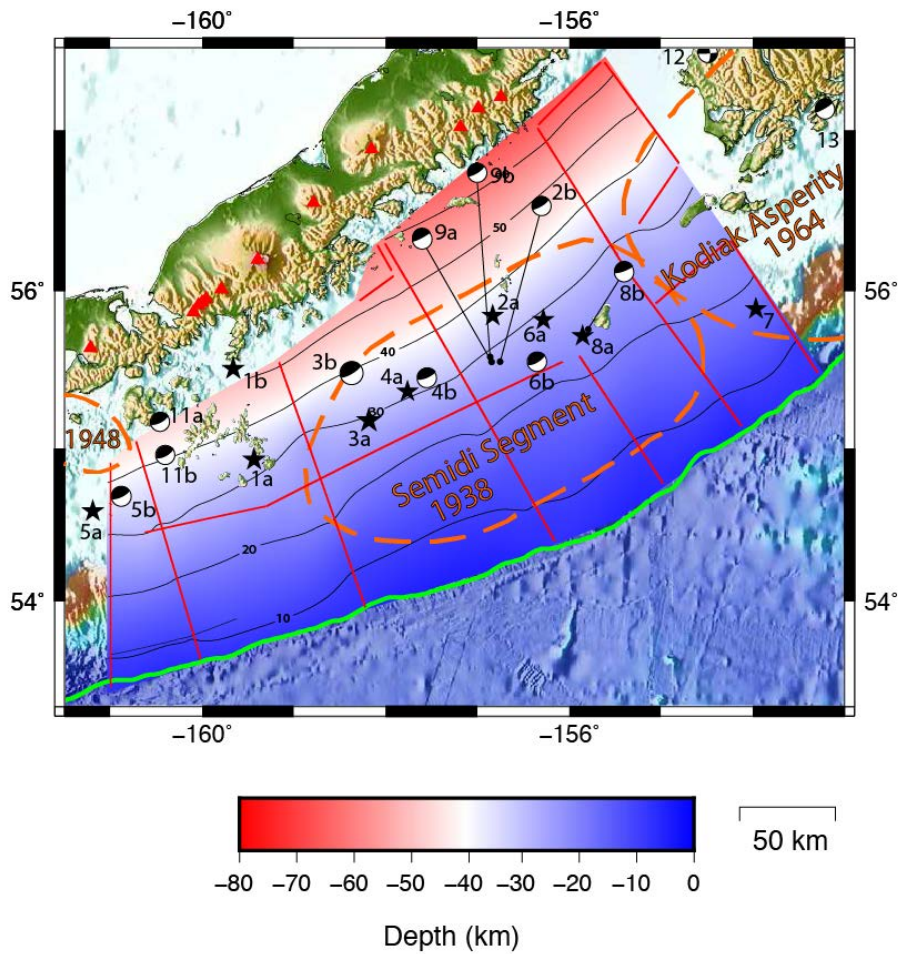 −160° −156°
12
13
9b
60
2b
9a
50
Kodiak Asperity
1964
56° 56°
8b
2a
7
6a
8a
40
3b
4a
4b
6b
1b
30
3a
11a
1948
11b
1a
Semidi Segment
1938
5b
5a
20
54° 54°
10
−160° −156°
50 km
−80 −70 −60 −50 −40 −30 −20 −10 0
Depth (km)